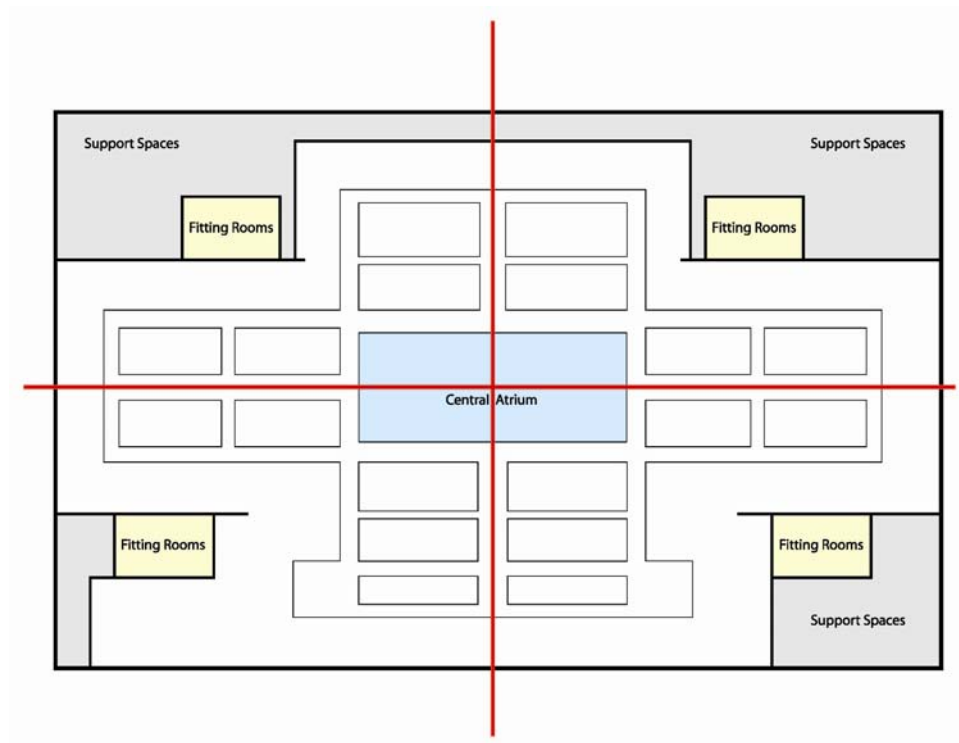 Support Spaces
Support Spaces
Fitting Rooms
Fitting Rooms
Central Atrium
Fitting Rooms
Fitting Rooms
Support Spaces